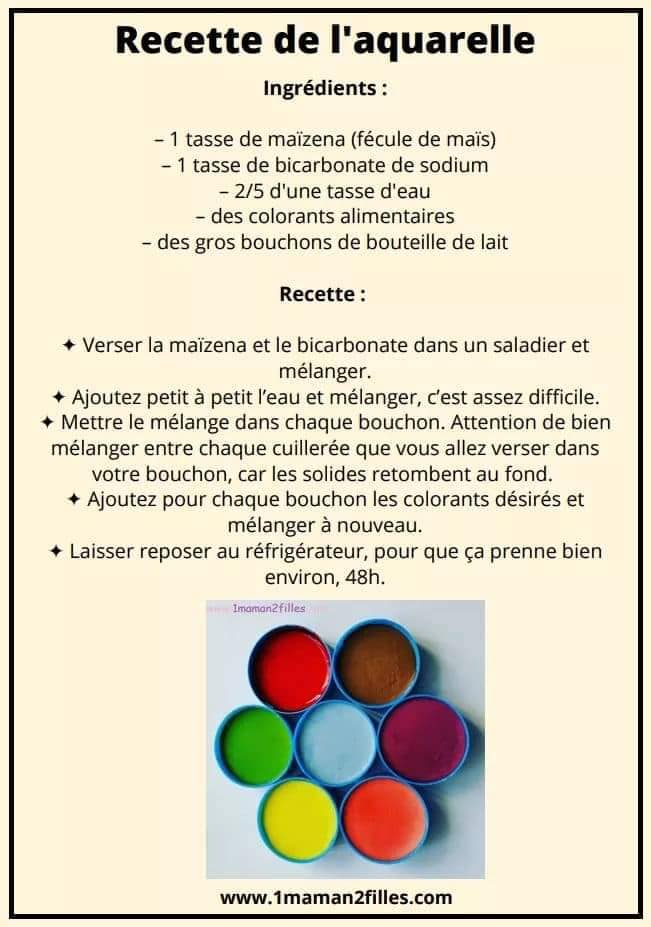 Recette de l'aquarelle
Ingrédients :
– 1 tasse de maïzena (fécule de maïs)
– 1 tasse de bicarbonate de sodium
– 2/5 d'une tasse d'eau
– des colorants alimentaires
– des gros bouchons de bouteille de lait
Recette :
✦ Verser la maïzena et le bicarbonate dans un saladier et
mélanger.
✦ Ajoutez petit à petit l’eau et mélanger, c’est assez difficile.
✦ Mettre le mélange dans chaque bouchon. Attention de bien
mélanger entre chaque cuillerée que vous allez verser dans
votre bouchon, car les solides retombent au fond.
✦ Ajoutez pour chaque bouchon les colorants désirés et
mélanger à nouveau.
✦ Laisser reposer au réfrigérateur, pour que ça prenne bien
environ, 48h.
www. 1maman2filles
www.1maman2filles.com